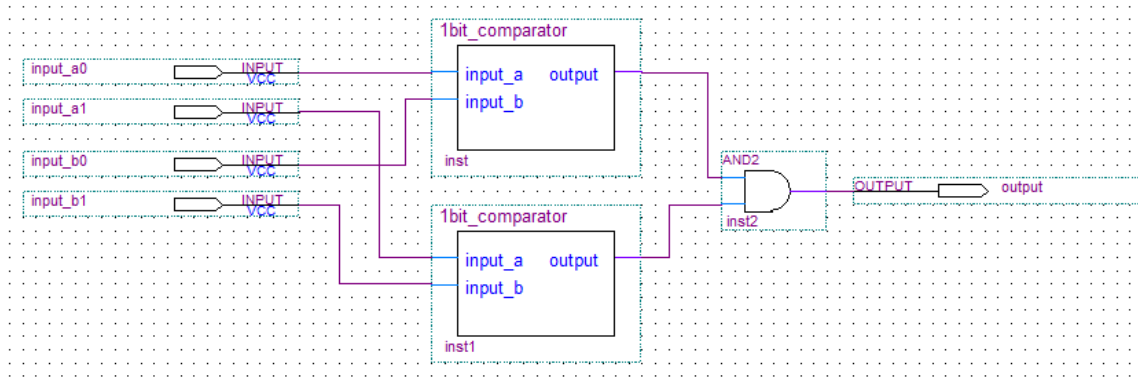 1bit_comparator
input_a0 INPUT
VCC
input_a output
input_a1 INPUT
VCC
input_b
input_b0 INPUT
VCC
inst
AND2
OUTPUT output
input_b1 INPUT
VCC
1bit_comparator
inst2
input_a output
input_b
inst1